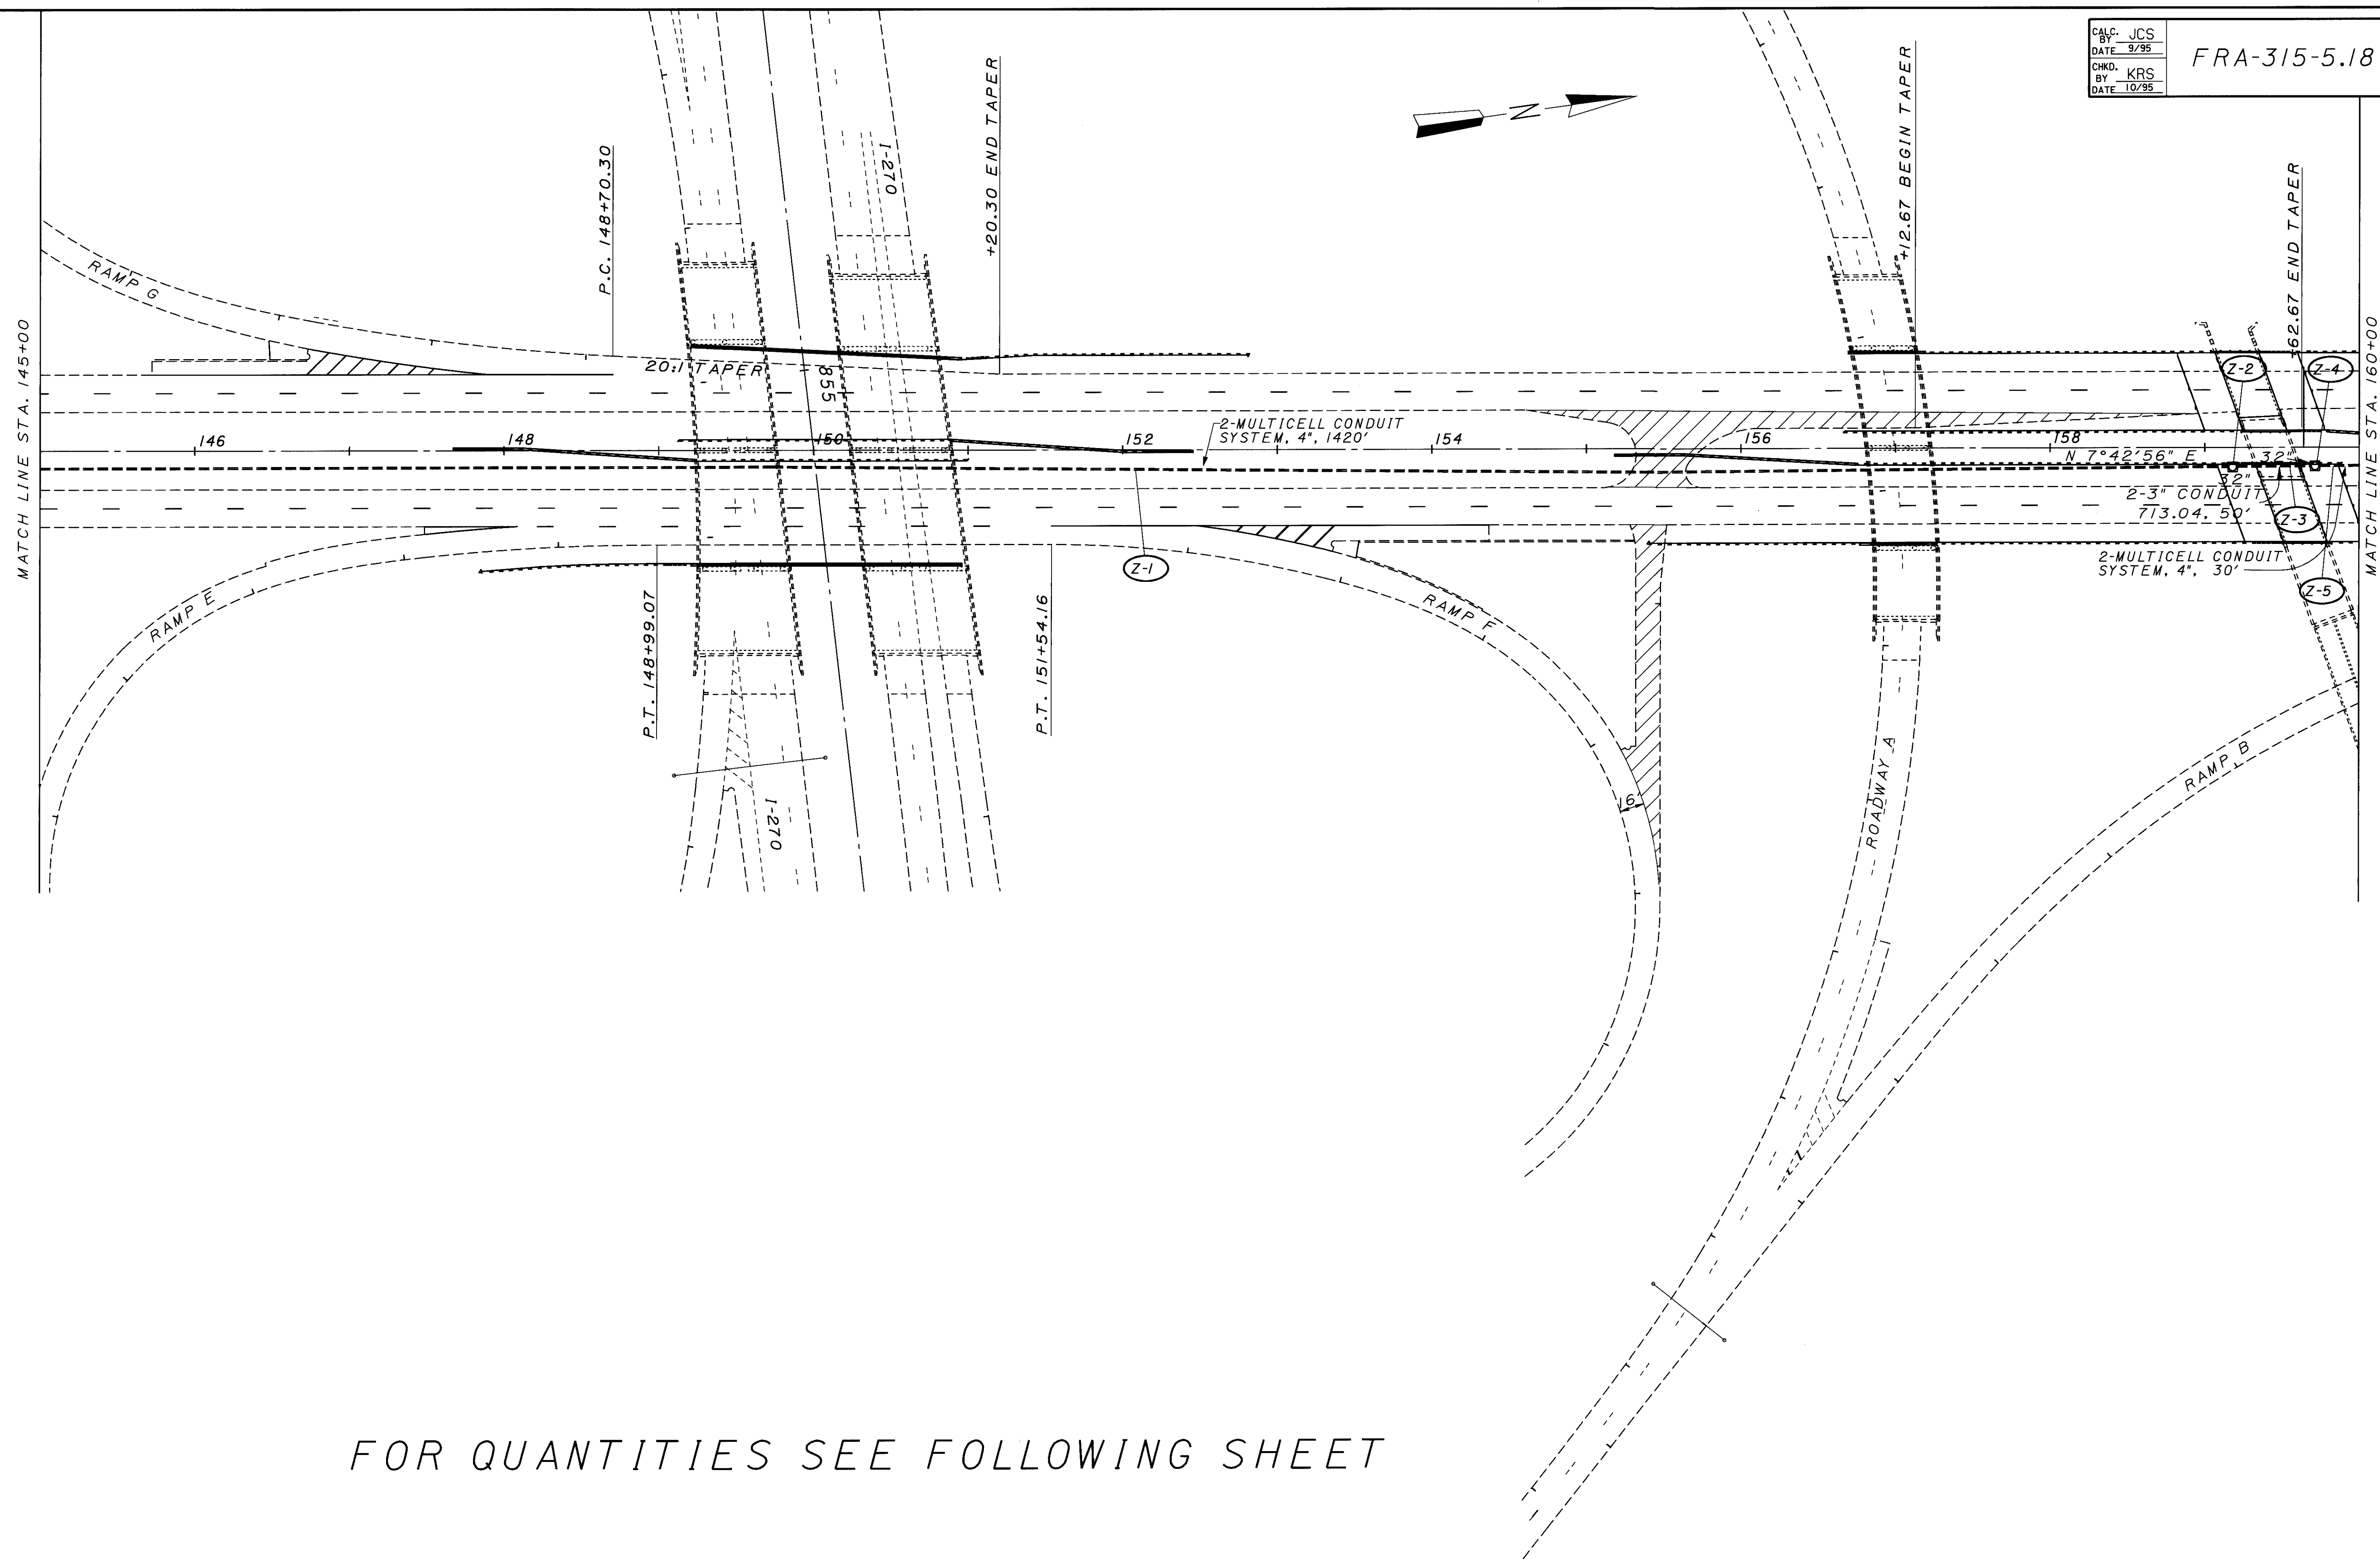 CALC. BY JCS
DATE 9/95
CHKD. BY KRS
DATE 10/95
FRA-315-5.18
MATCH LINE STA. 145+00
RAMP G
P.C. 148+70.30
I-270
+20.30 END TAPER
N
+12.67 BEGIN TAPER
+62.67 END TAPER
MATCH LINE STA. 160+00
20:1 TAPER
855
Z-2
Z-4
146
148
150
152
154
156
158
2-MULTICELL CONDUIT
SYSTEM, 4", 1420'
N 7°42'56" E
32"
32"
2-3" CONDUIT
713.04, 50'
Z-3
2-MULTICELL CONDUIT
SYSTEM, 4", 30'
Z-5
Z-1
RAMP E
P.T. 148+99.07
P.T. 151+54.16
RAMP F
16'
ROADWAY A
RAMP B
I-270
FOR QUANTITIES SEE FOLLOWING SHEET